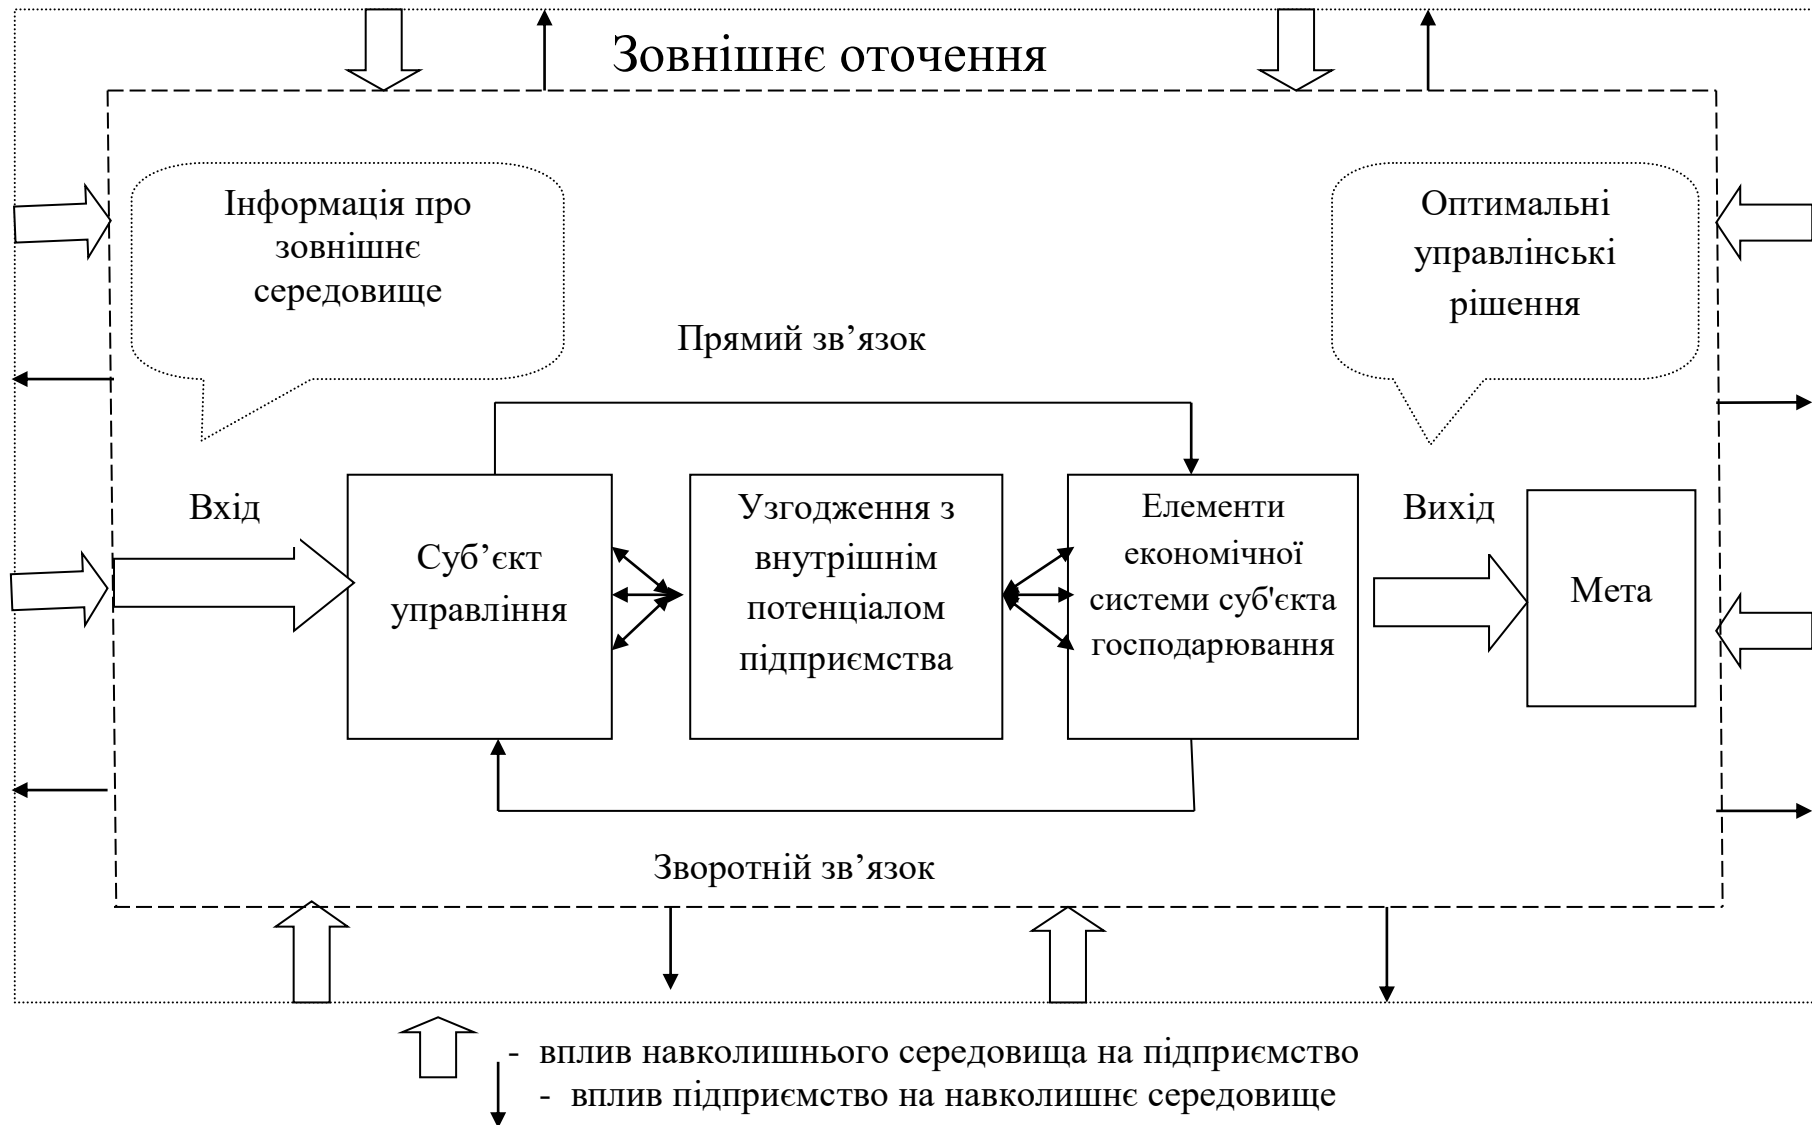 Зовнішнє оточення
Інформація про
зовнішнє
середовище
Оптимальні
управлінські
рішення
Прямий зв’язок
Вхід
Суб’єкт
управління
Узгодження з
внутрішнім
потенціалом
підприємства
Елементи
економічної
системи суб'єкта
господарювання
Вихід
Мета
Зворотній зв’язок
- вплив навколишнього середовища на підприємство
- вплив підприємство на навколишнє середовище